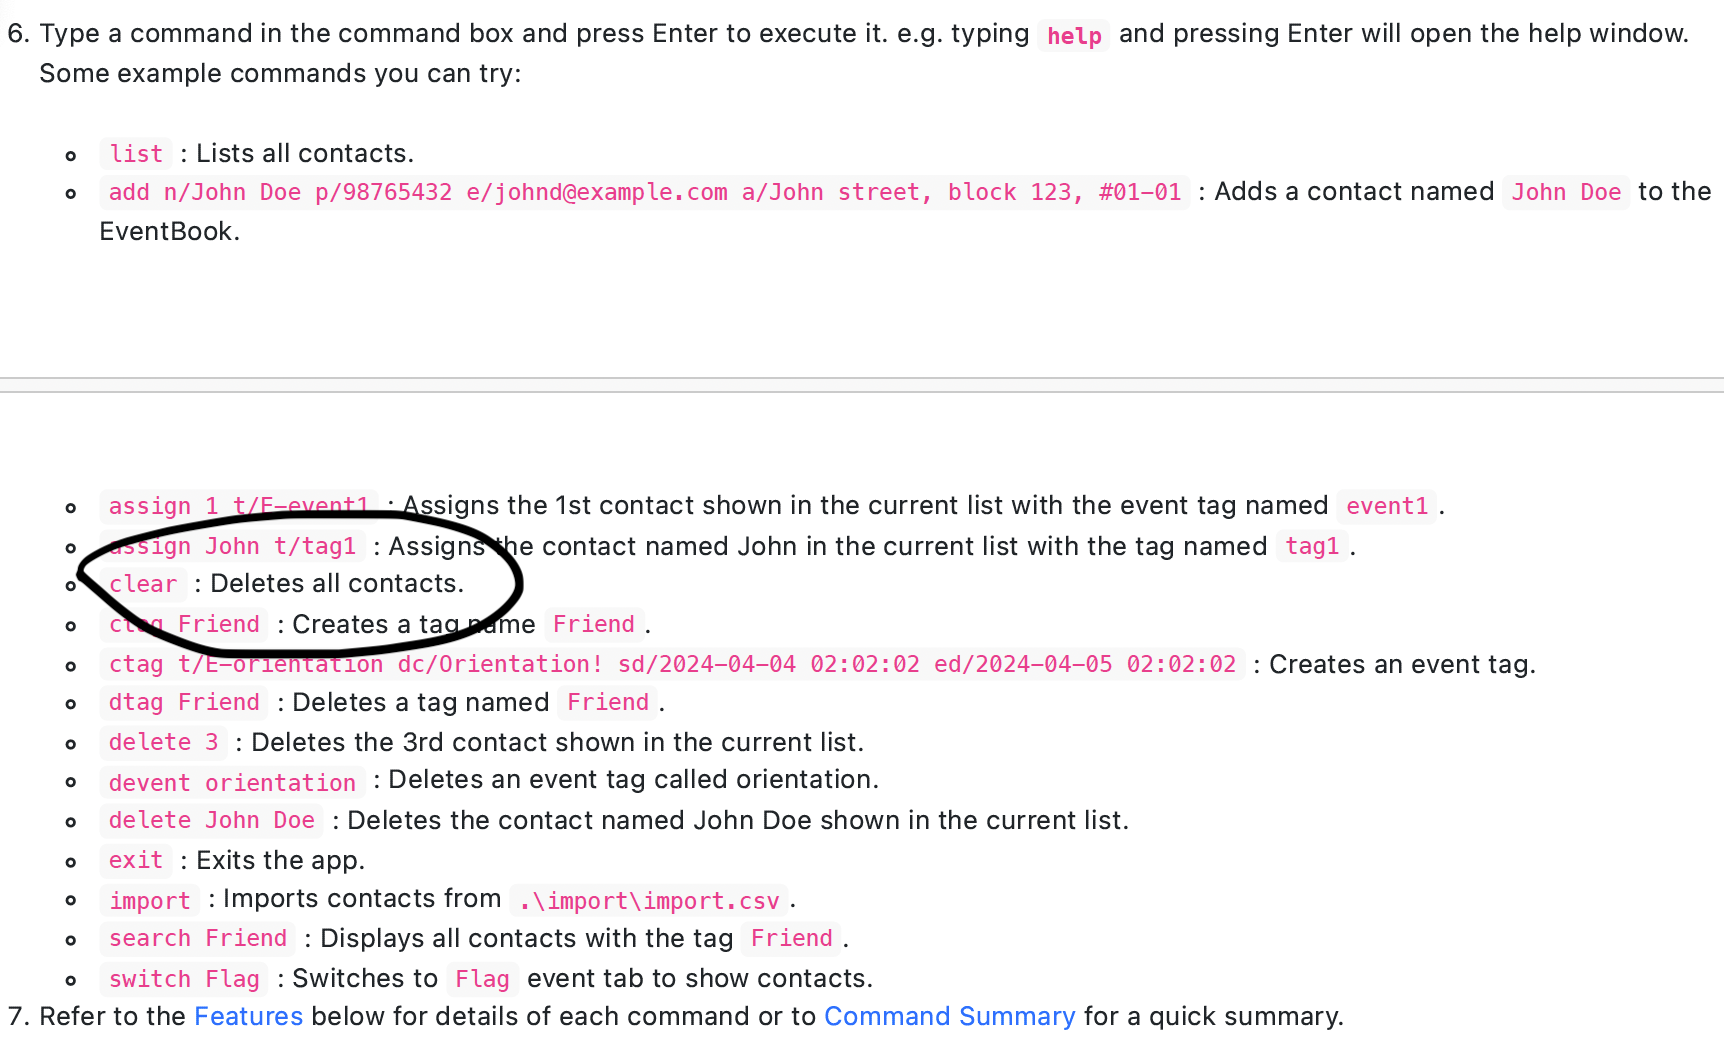 6. Type a command in the command box and press Enter to execute it. e.g. typing help and pressing Enter will open the help window.
Some example commands you can try:
list : Lists all contacts.
add n/John Doe p/98765432 e/johnd@example.com a/John street, block 123, #01-01 : Adds a contact named John Doe to the
EventBook.
assign 1 t/E-event1 : Assigns the 1st contact shown in the current list with the event tag named event1.
assign John t/tag1 : Assigns the contact named John in the current list with the tag named tag1.
clear : Deletes all contacts.
ctag Friend : Creates a tag name Friend.
ctag t/E-orientation dc/Orientation! sd/2024-04-04 02:02:02 ed/2024-04-05 02:02:02 : Creates an event tag.
dtag Friend : Deletes a tag named Friend.
delete 3 : Deletes the 3rd contact shown in the current list.
devent orientation : Deletes an event tag called orientation.
delete John Doe : Deletes the contact named John Doe shown in the current list.
exit : Exits the app.
import : Imports contacts from .\import\import.csv.
search Friend : Displays all contacts with the tag Friend.
switch Flag : Switches to Flag event tab to show contacts.
7. Refer to the Features below for details of each command or to Command Summary for a quick summary.